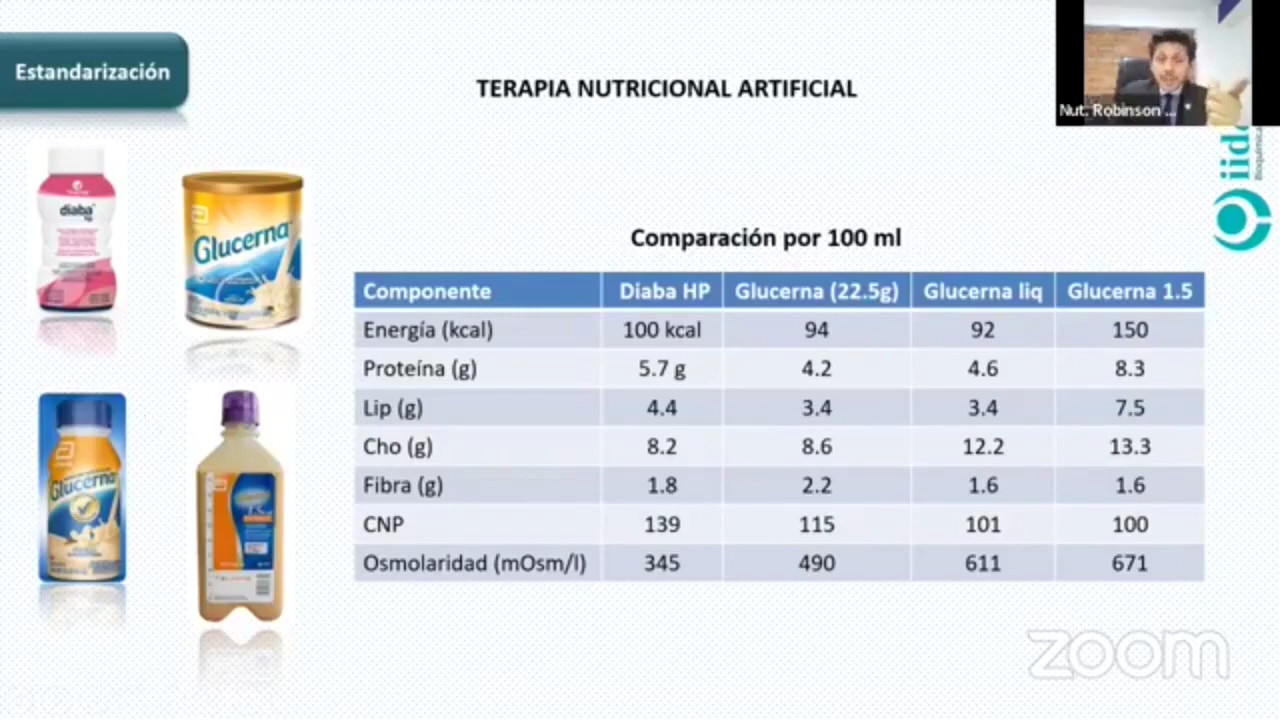 Estandarización
TERAPIA NUTRICIONAL ARTIFICIAL
Nut. Robinson ...
iid
Bioquímica
diaba
hp
Glucerna
Glucerna
Comparación por 100 ml
Componente Diaba HP Glucerna (22.5g) Glucerna liq Glucerna 1.5
Energía (kcal) 100 kcal 94 92 150
Proteína (g) 5.7 g 4.2 4.6 8.3
Lip (g) 4.4 3.4 3.4 7.5
Cho (g) 8.2 8.6 12.2 13.3
Fibra (g) 1.8 2.2 1.6 1.6
CNP 139 115 101 100
Osmolaridad (mOsm/l) 345 490 611 671
zoom